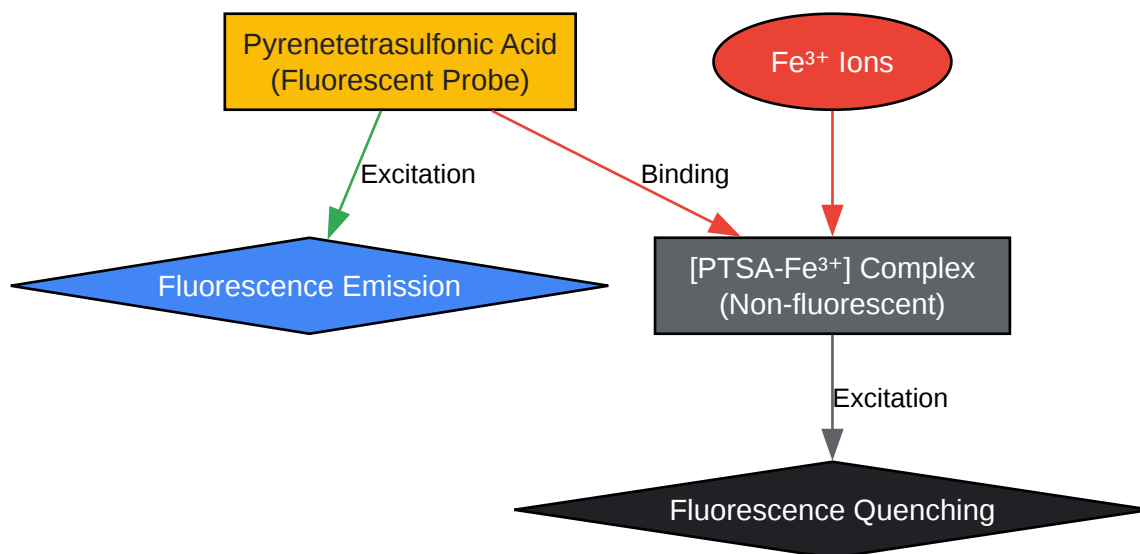 Pyrenetetrasulfonic Acid
(Fluorescent Probe)
Fe³⁺ Ions
Excitation
Binding
Fluorescence Emission
[PTSA-Fe³⁺] Complex
(Non-fluorescent)
Excitation
Fluorescence Quenching